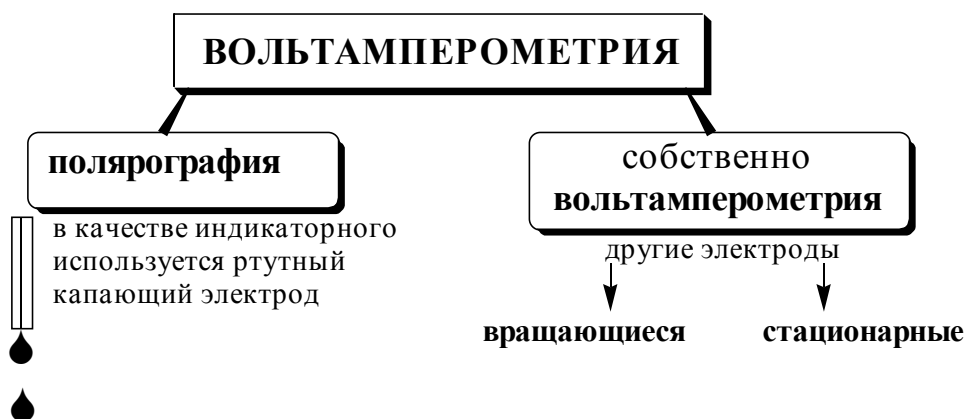 ВОЛЬТАМПЕРОМЕТРИЯ
полярография
в качестве индикаторного
используется ртутный
капающий электрод
собственно
вольтамперометрия
другие электроды
вращающиеся
стационарные